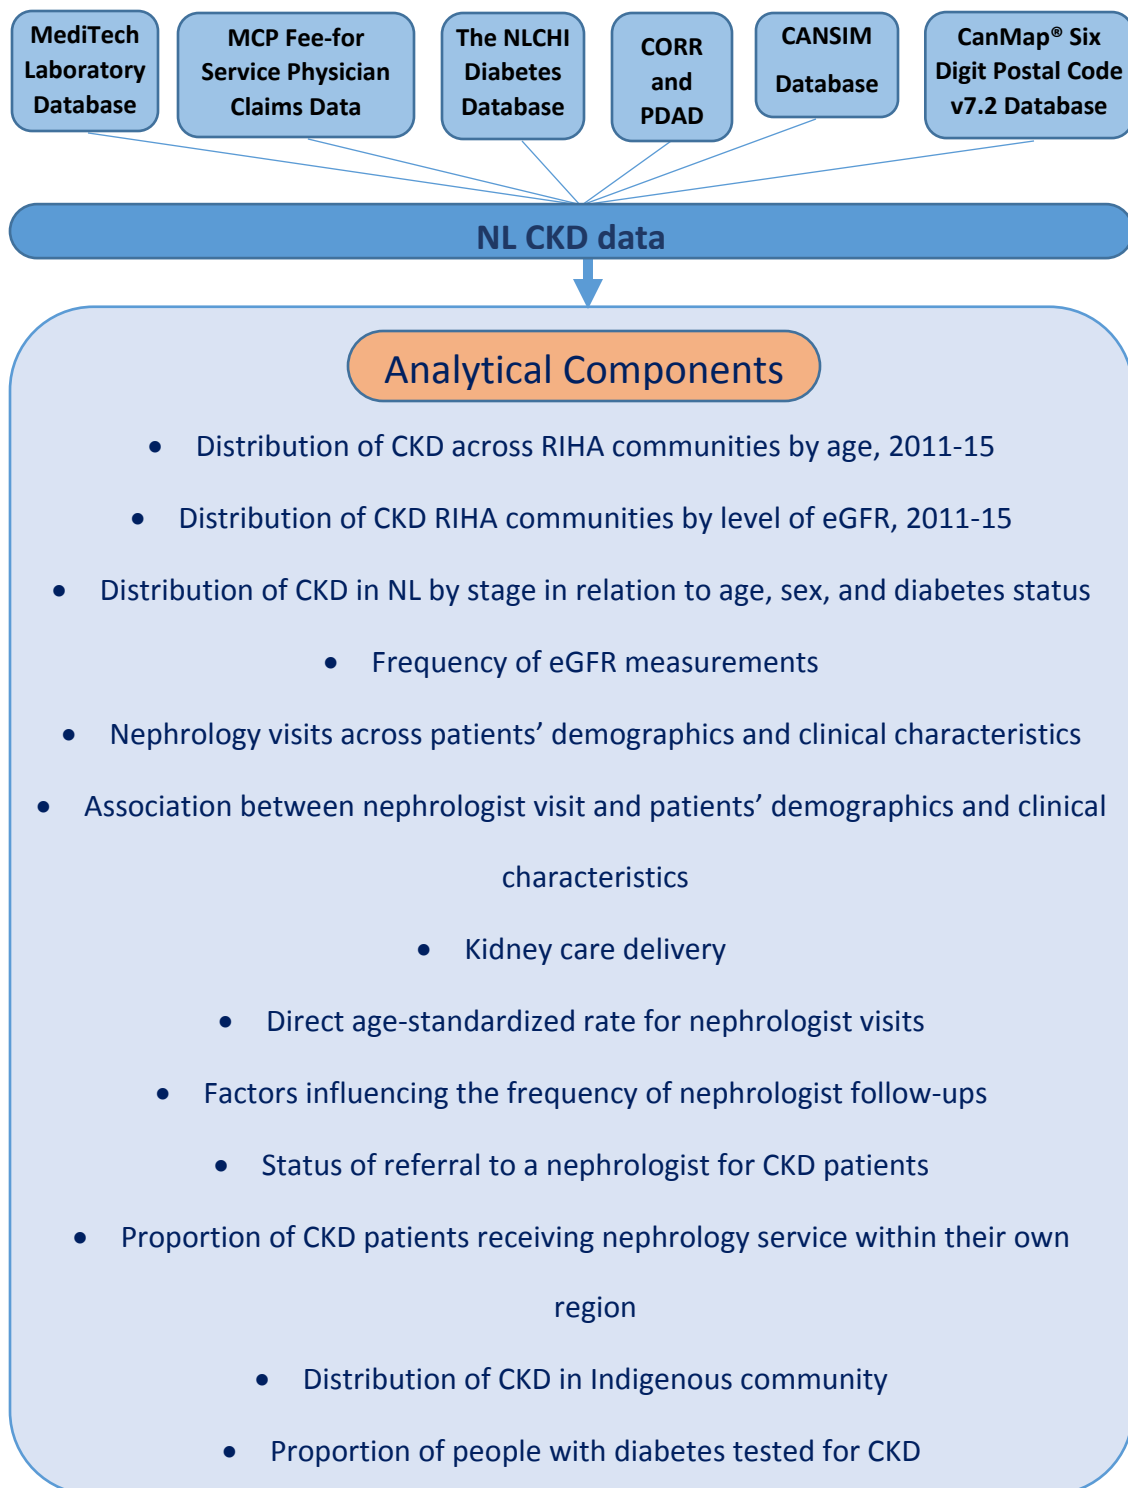 MediTech
Laboratory
Database
MCP Fee-for
Service Physician
Claims Data
The NLCHI
Diabetes
Database
CORR
and
PDAD
CANSIM
Database
CanMap® Six
Digit Postal Code
v7.2 Database
NL CKD data
Analytical Components
• Distribution of CKD across RIHA communities by age, 2011-15
• Distribution of CKD RIHA communities by level of eGFR, 2011-15
• Distribution of CKD in NL by stage in relation to age, sex, and diabetes status
• Frequency of eGFR measurements
• Nephrology visits across patients’ demographics and clinical characteristics
• Association between nephrologist visit and patients’ demographics and clinical
characteristics
• Kidney care delivery
• Direct age-standardized rate for nephrologist visits
• Factors influencing the frequency of nephrologist follow-ups
• Status of referral to a nephrologist for CKD patients
• Proportion of CKD patients receiving nephrology service within their own
region
• Distribution of CKD in Indigenous community
• Proportion of people with diabetes tested for CKD